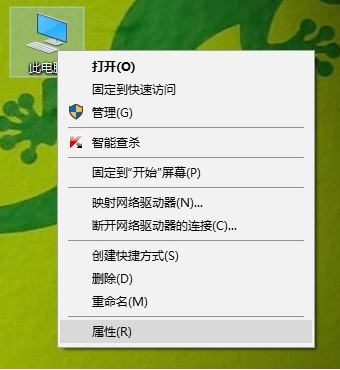 此电脑
打开(O)
固定到快速访问
管理(G)
智能查杀
固定到“开始”屏幕(P)
映射网络驱动器(N)...
断开网络驱动器的连接(C)...
创建快捷方式(S)
删除(D)
重命名(M)
属性(R)